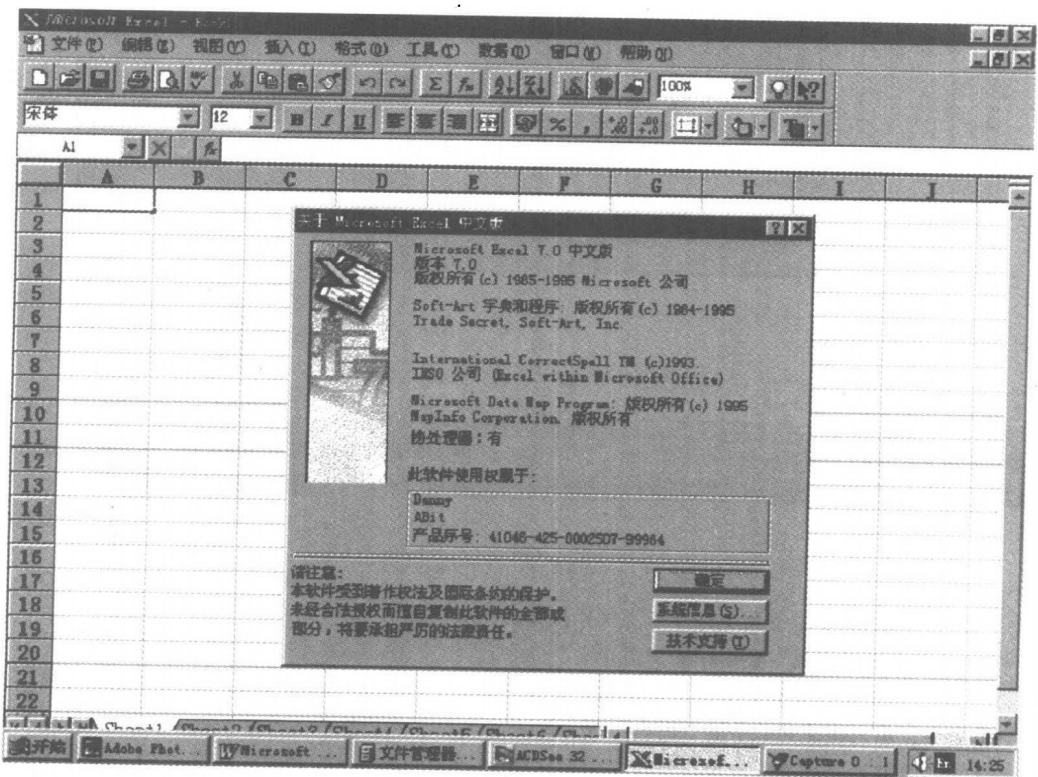 Microsoft Excel -
文件(F) 编辑(E) 视图(V) 插入(I) 格式(O) 工具(T) 数据(D) 窗口(W) 帮助(H)
100%
宋体 12 B I U % ,
A1 fx
A B C D E F G H I J
1
2
3
4
5
6
7
8
9
10
11
12
13
14
15
16
17
18
19
20
21
22
关于 Microsoft Excel 中文版
Microsoft Excel 7.0 中文版
版本 7.0
版权所有(c) 1985-1995 Microsoft 公司
Soft-Art 字典和程序: 版权所有(c) 1984-1995
Trade Secret, Soft-Art, Inc.
International CorrectSpell TM (c)1993.
INSO 公司 (Excel within Microsoft Office)
Microsoft Data Map Program: 版权所有(c) 1995
MapInfo Corporation. 版权所有
协处理器:有
此软件使用权属于:
Danny
ABit
产品序号: 41046-425-0002507-99964
请注意:
本软件受到著作权法及国际条约的保护。
未经合法授权而擅自复制此软件的全部或
部分,将要承担严厉的法律责任。
确定
系统信息(S)...
技术支持(T)
Sheet1 Sheet2 Sheet3 Sheet4 Sheet5 Sheet6
开始 Adobe Phot... Microsoft ... 文件管理器... ACDSee 32 ... Microsof... Capture 0 : 1 En 14:25